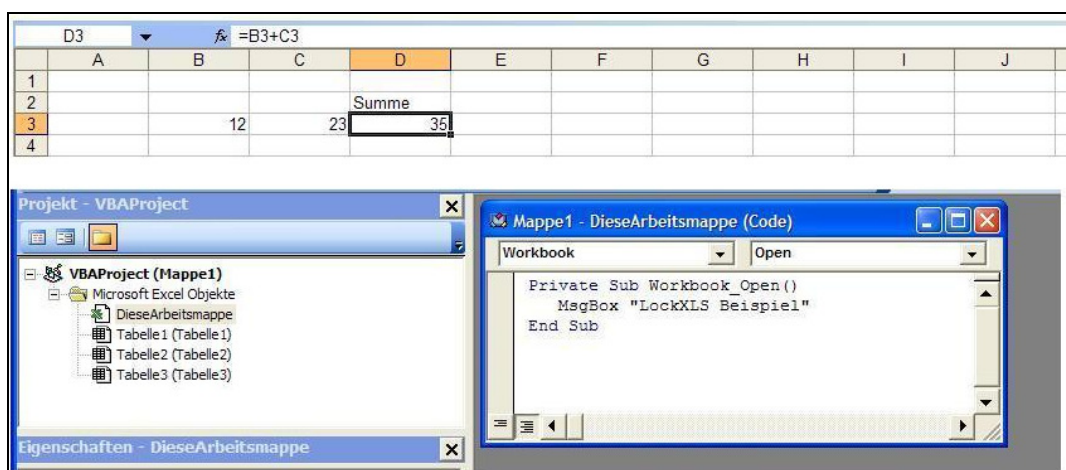 D3 fx =B3+C3
A B C D E F G H I J
1
2 Summe
3 12 23 35
4
Projekt - VBAProject
VBAProject (Mappe1)
Microsoft Excel Objekte
DieseArbeitsmappe
Tabelle1 (Tabelle1)
Tabelle2 (Tabelle2)
Tabelle3 (Tabelle3)
Eigenschaften - DieseArbeitsmappe
Mappe1 - DieseArbeitsmappe (Code)
Workbook Open
Private Sub Workbook_Open()
MsgBox "LockXLS Beispiel"
End Sub